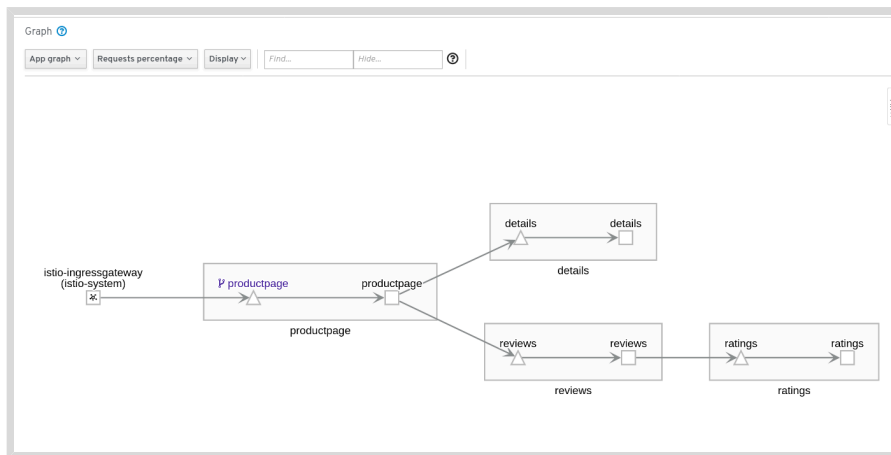 Graph
App graph
Requests percentage
Display
Find...
Hide...
details
details
details
istio-ingressgateway
(istio-system)
productpage
productpage
productpage
reviews
reviews
reviews
ratings
ratings
ratings